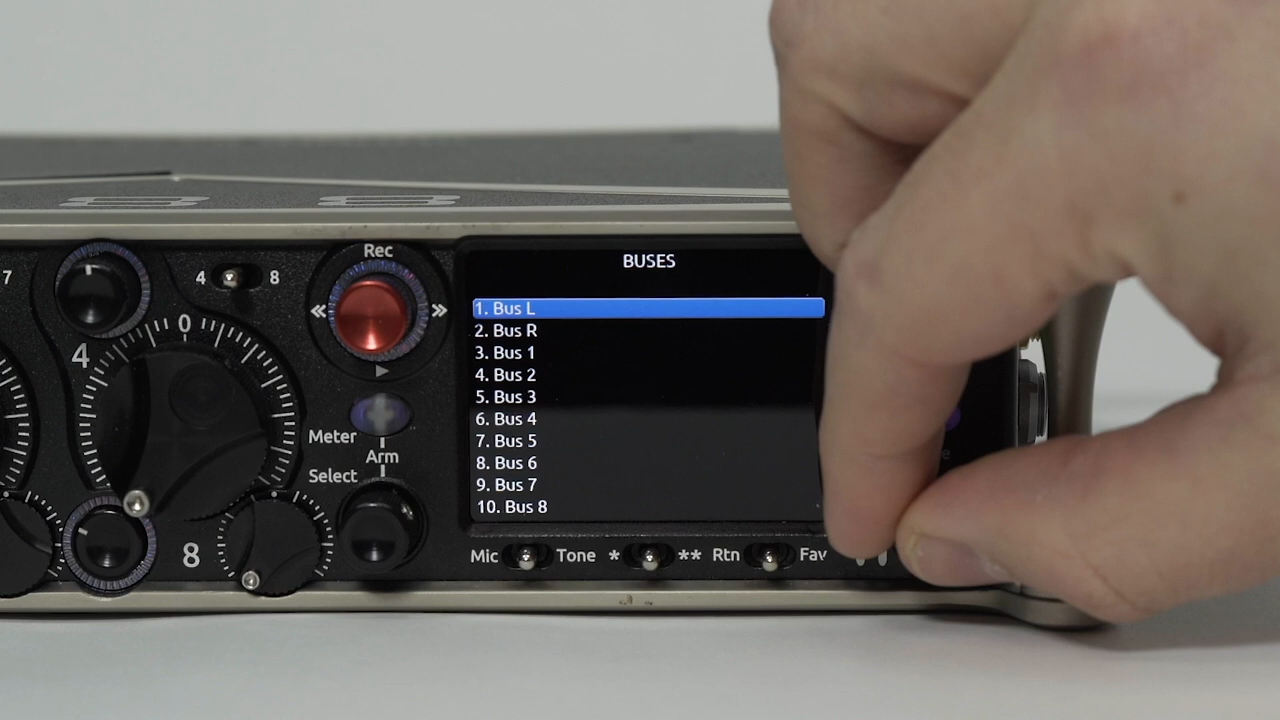 BUSES
1. Bus L
2. Bus R
3. Bus 1
4. Bus 2
5. Bus 3
6. Bus 4
7. Bus 5
8. Bus 6
9. Bus 7
10. Bus 8
7
4 8
Rec
4
0
Meter
Arm
Select
8
Mic Tone * ** Rtn Fav